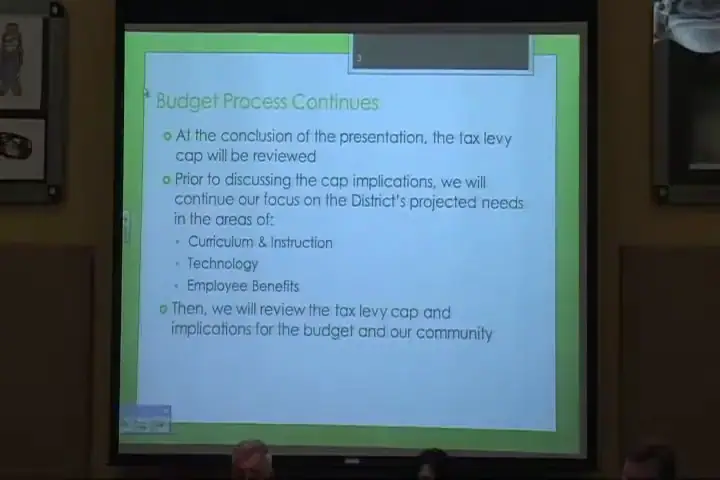 3
Budget Process Continues
At the conclusion of the presentation, the tax levy
cap will be reviewed
Prior to discussing the cap implications, we will
continue our focus on the District's projected needs
in the areas of:
Curriculum & Instruction
Technology
Employee Benefits
Then, we will review the tax levy cap and
implications for the budget and our community